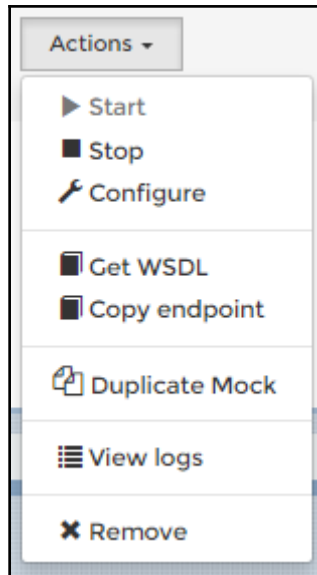 Actions
Start
Stop
Configure
Get WSDL
Copy endpoint
Duplicate Mock
View logs
Remove